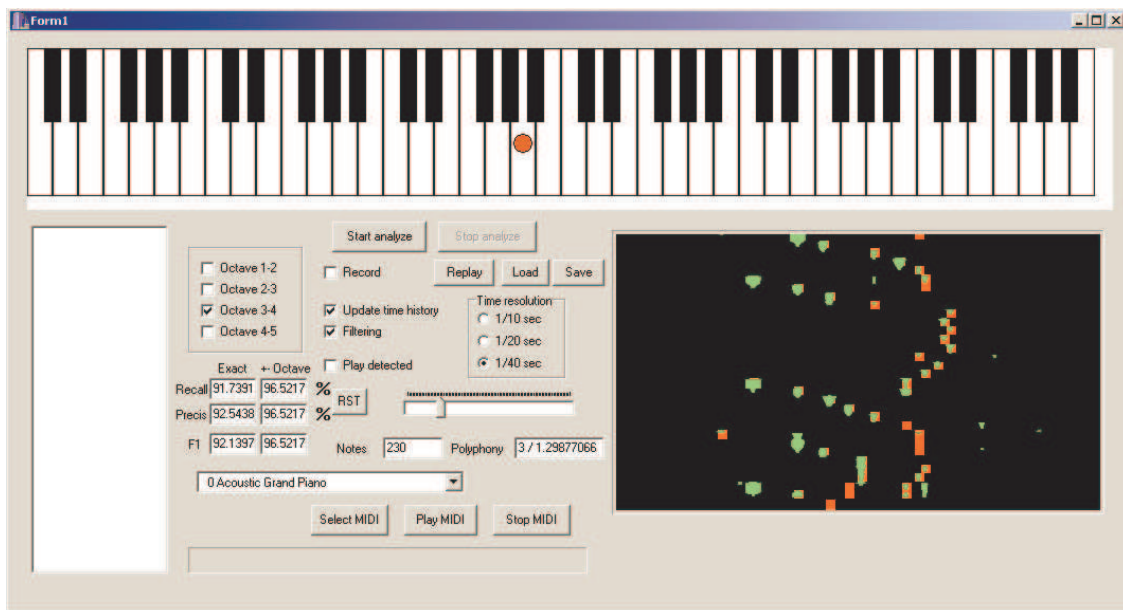 Form1
Start analyze
Stop analyze
Octave 1-2
Octave 2-3
Octave 3-4
Octave 4-5
Record
Replay
Load
Save
Update time history
Filtering
Play detected
Time resolution
1/10 sec
1/20 sec
1/40 sec
Exact +- Octave
Recall 91.7391 96.5217 %
Precis 92.5438 96.5217 %
F1 92.1397 96.5217
RST
Notes 230 Polyphony 3 / 1.29877066
0 Acoustic Grand Piano
Select MIDI
Play MIDI
Stop MIDI